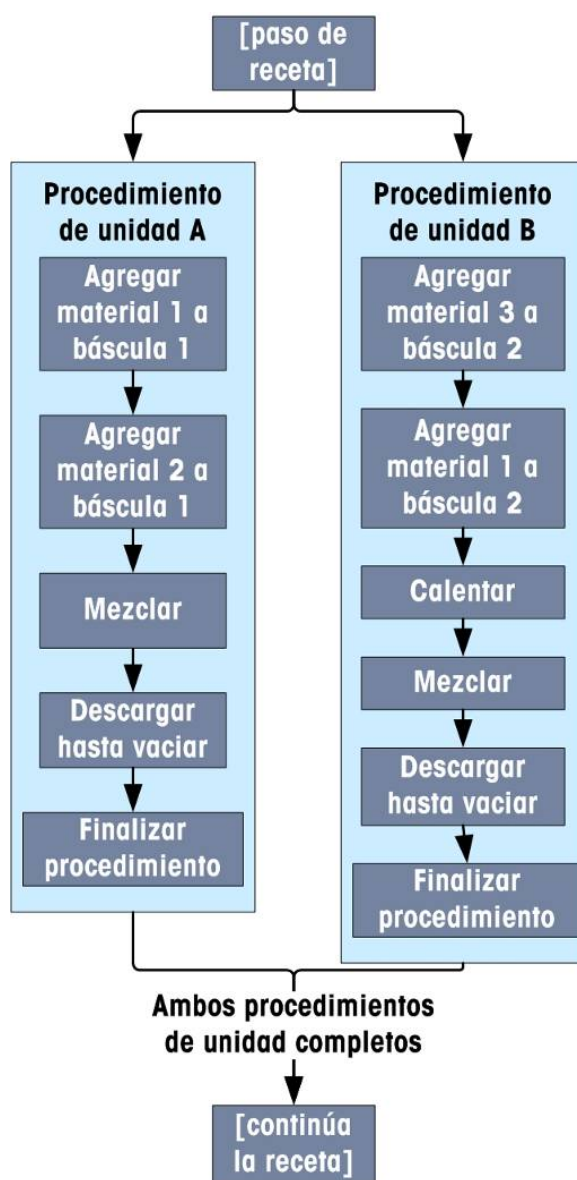 [paso de
receta]
Procedimiento
de unidad A
Agregar
material 1 a
báscula 1
Agregar
material 2 a
báscula 1
Mezclar
Descargar
hasta vaciar
Finalizar
procedimiento
Procedimiento
de unidad B
Agregar
material 3 a
báscula 2
Agregar
material 1 a
báscula 2
Calentar
Mezclar
Descargar
hasta vaciar
Finalizar
procedimiento
Ambos procedimientos
de unidad completos
[continúa
la receta]